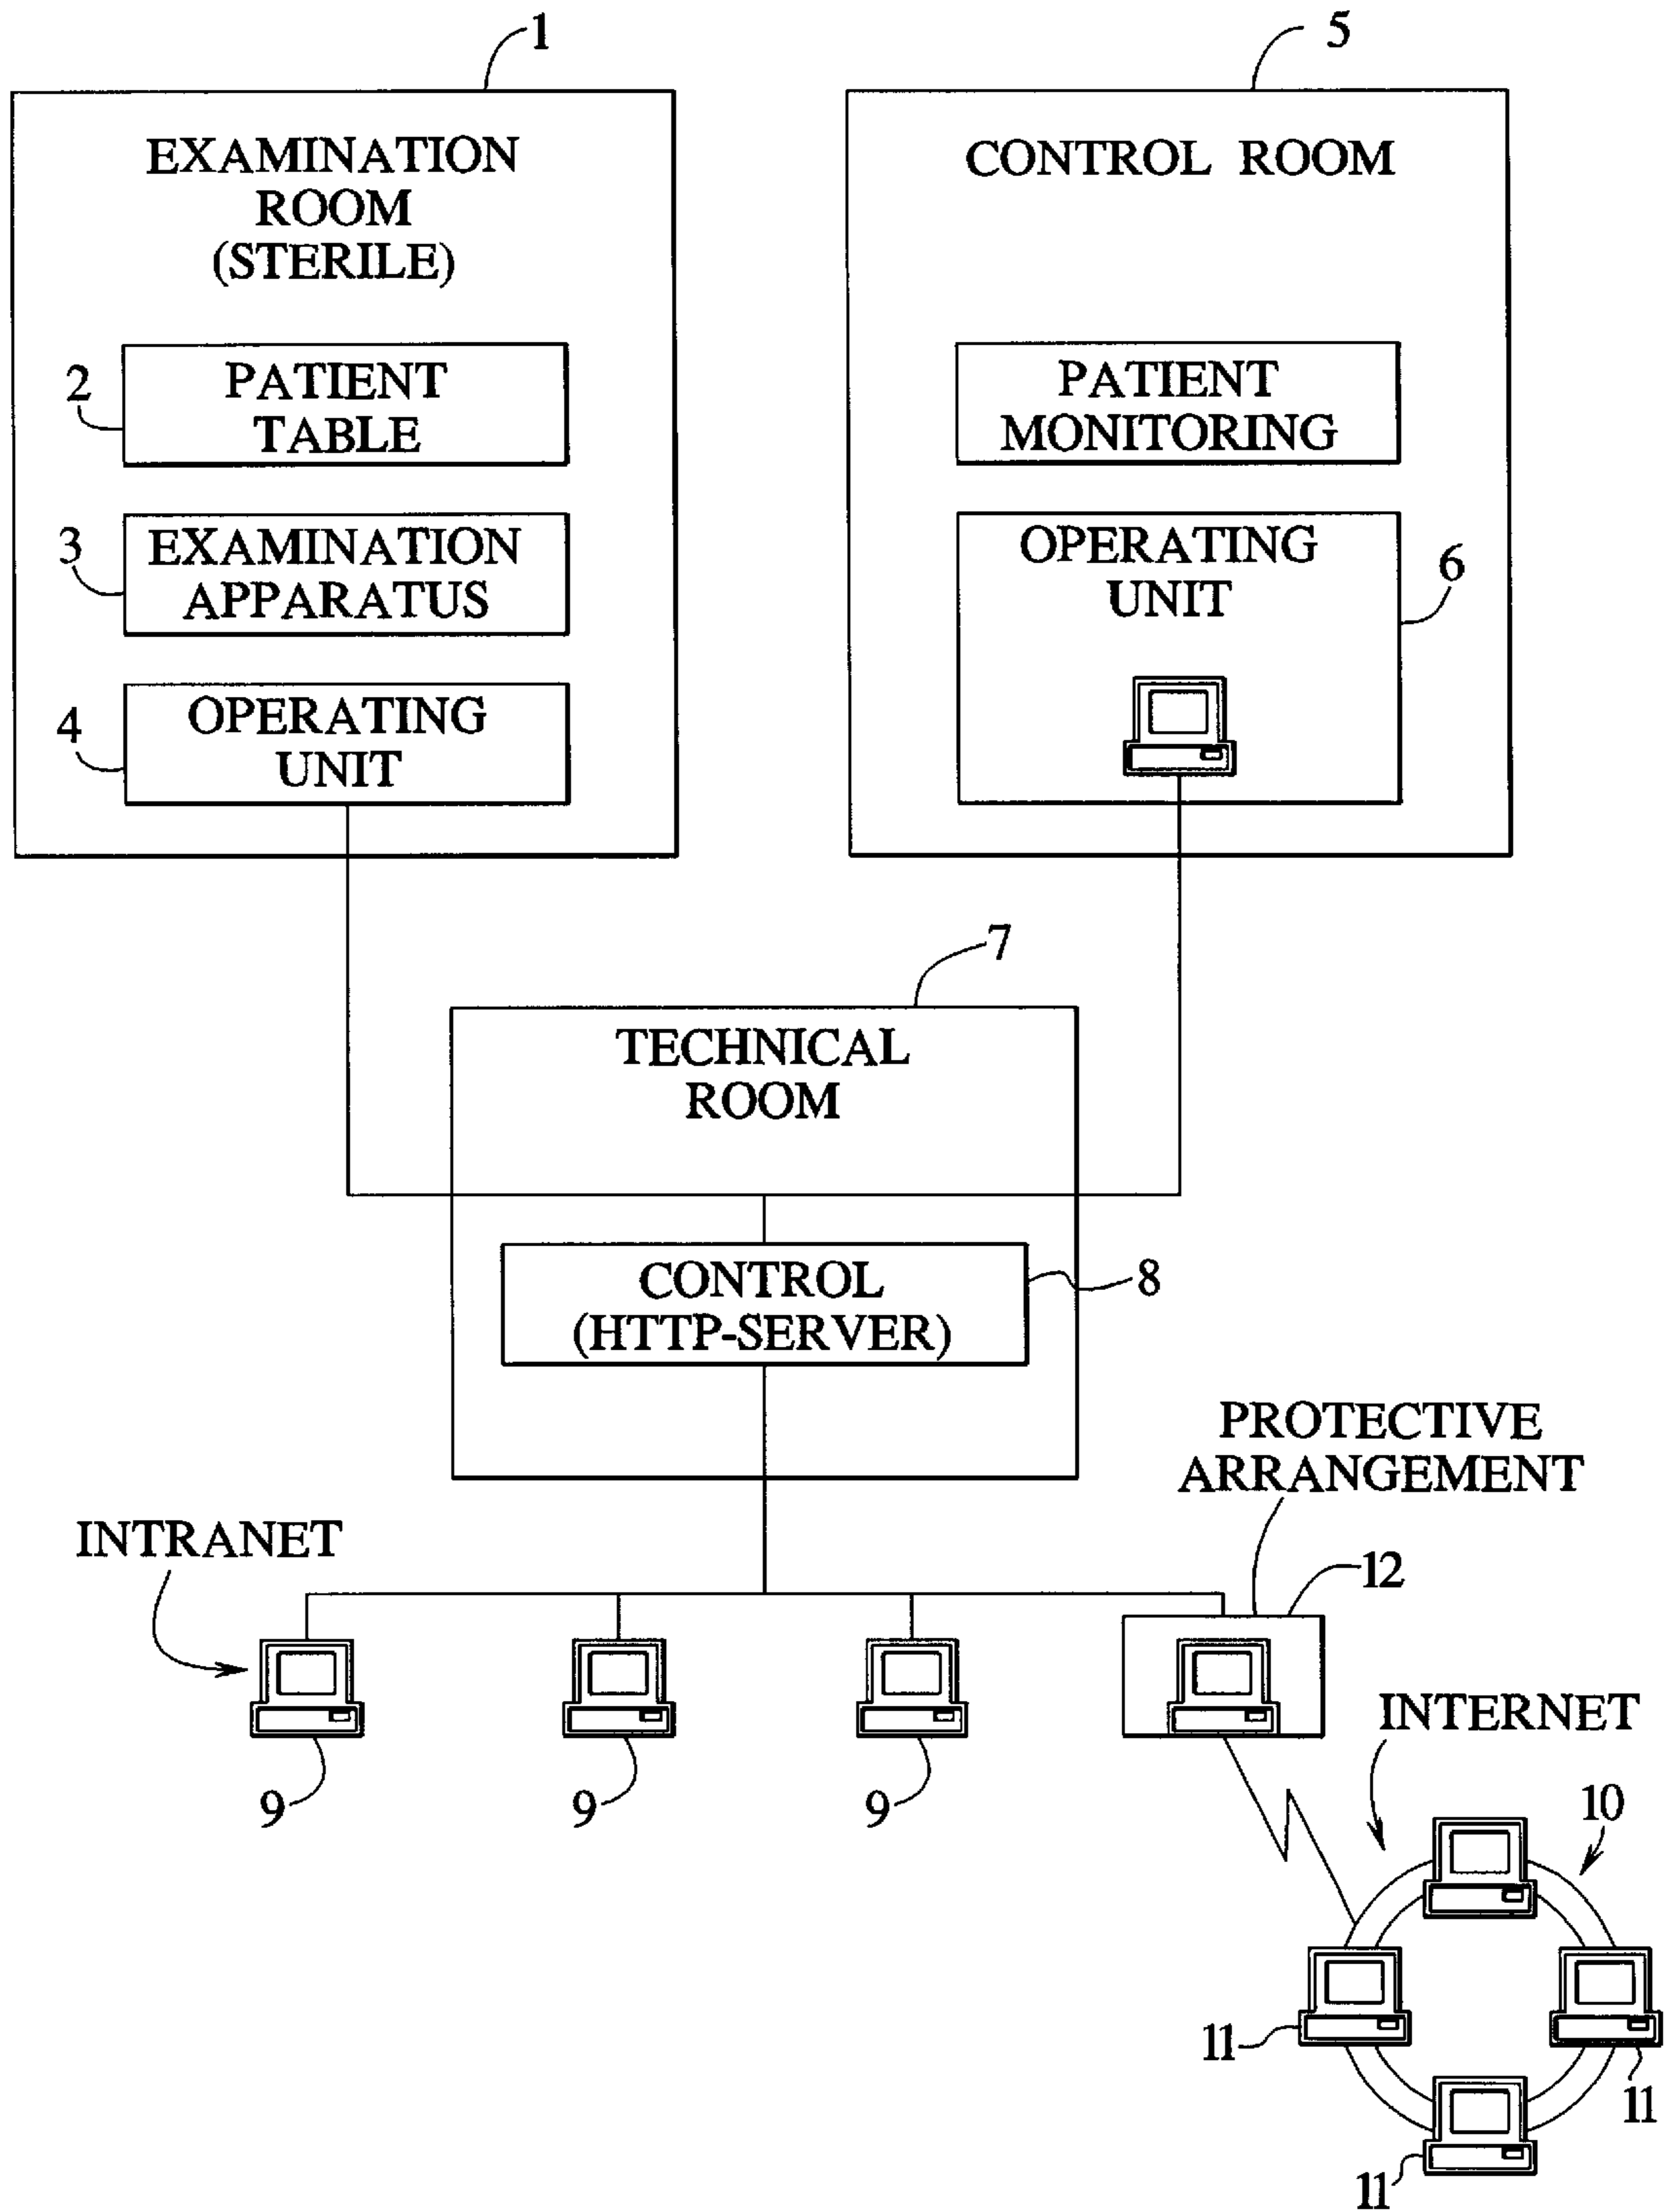 1
5
EXAMINATION
ROOM
(STERILE)
CONTROL ROOM
2
PATIENT
TABLE
PATIENT
MONITORING
3
EXAMINATION
APPARATUS
OPERATING
UNIT
6
4
OPERATING
UNIT
7
TECHNICAL
ROOM
CONTROL
(HTTP-SERVER)
8
PROTECTIVE
ARRANGEMENT
INTRANET
12
INTERNET
9
9
9
10
11
11
11